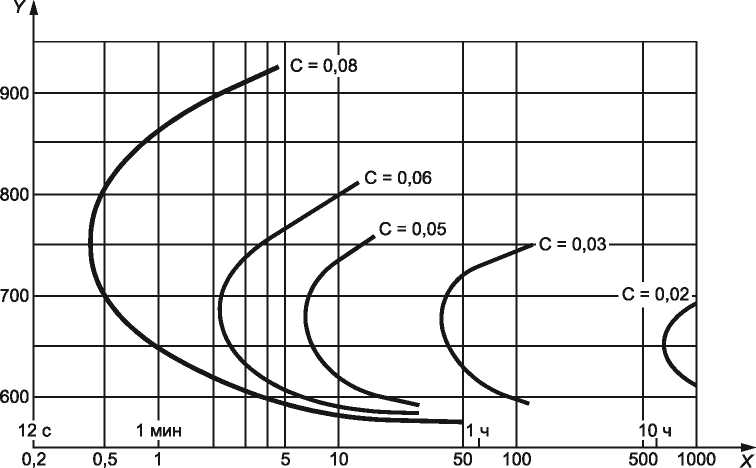 Y
C = 0,08
900
C = 0,06
800
C = 0,05
C = 0,03
700
C = 0,02
600
12 с 1 мин 1 ч 10 ч
0,2 0,5 1 5 10 50 100 500 1000 X